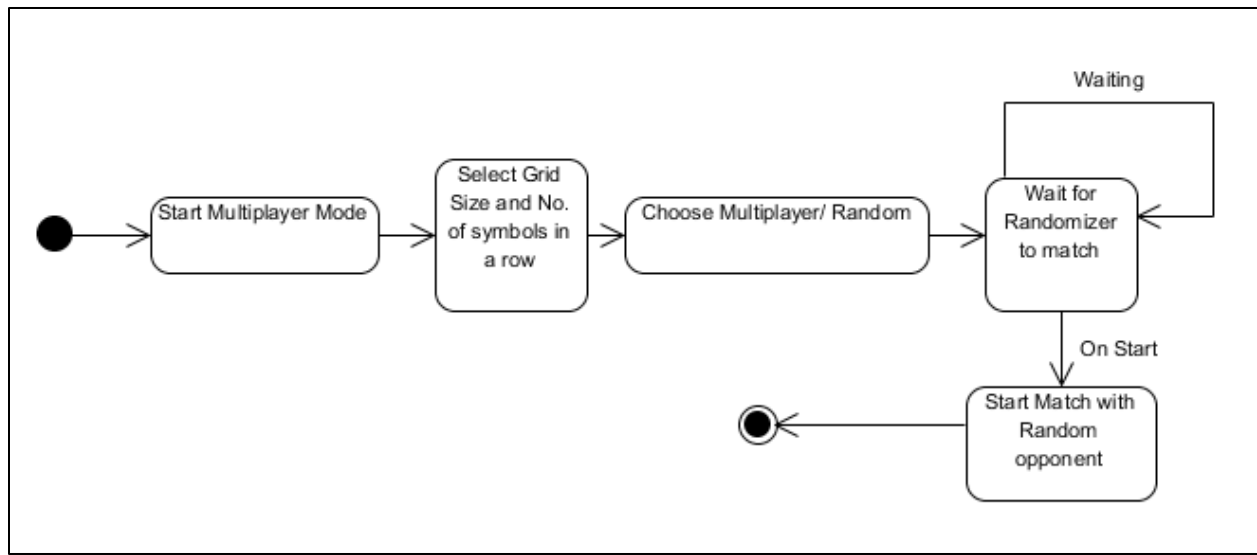 Waiting
Start Multiplayer Mode
Select Grid
Size and No.
of symbols in
a row
Choose Multiplayer/ Random
Wait for
Randomizer
to match
On Start
Start Match with
Random
opponent